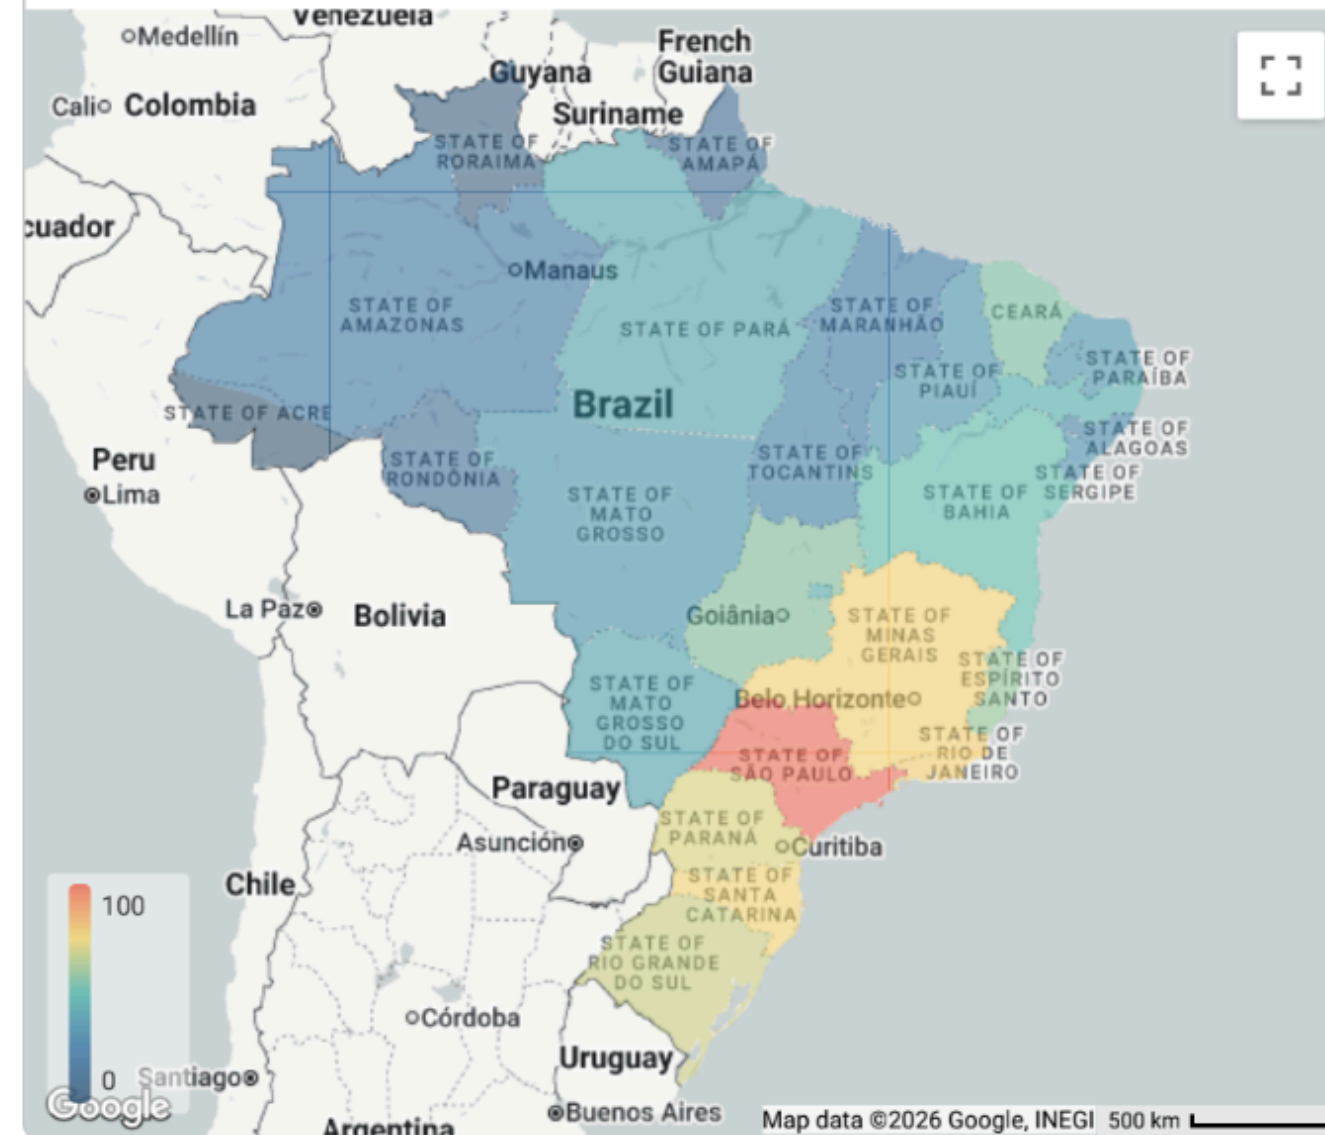 Venezuela
Medellín
French
Guiana
Guyana
Cali
Colombia
Suriname
STATE OF
RORAIMA
STATE OF
AMAPÁ
cuador
Manaus
STATE OF
AMAZONAS
STATE OF PARÁ
STATE OF
MARANHÃO
CEARÁ
STATE OF
PIAUÍ
STATE OF
PARAÍBA
STATE OF ACRE
Brazil
STATE OF
ALAGOAS
Peru
Lima
STATE OF
RONDÔNIA
STATE OF
TOCANTINS
STATE OF
SERGIPE
STATE OF
MATO
GROSSO
STATE OF
BAHIA
La Paz
Bolivia
Goiânia
STATE OF
MINAS
GERAIS
STATE OF
ESPÍRITO
SANTO
STATE OF
MATO
GROSSO
DO SUL
Belo Horizonte
STATE OF
RIO DE
JANEIRO
STATE OF
SÃO PAULO
Paraguay
Asunción
STATE OF
PARANÁ
Curitiba
Chile
STATE OF
SANTA
CATARINA
100
STATE OF
RIO GRANDE
DO SUL
Córdoba
Uruguay
0
Santiago
Google
Buenos Aires
Argentina
Map data ©2026 Google, INEGI
500 km